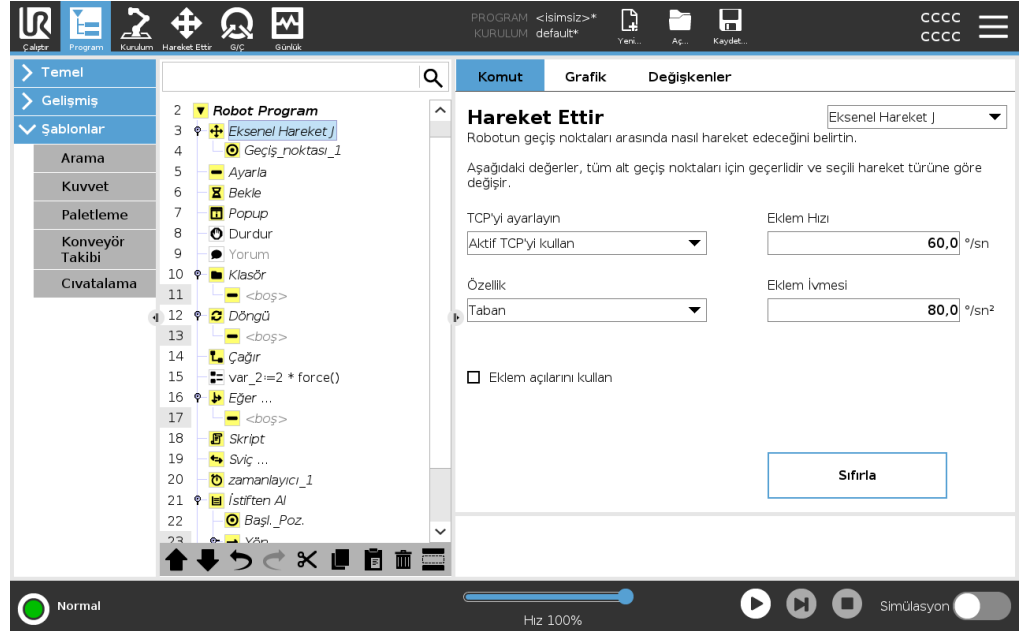 PROGRAM <isimsiz>*
KURULUM default*
Çalıştır
Program
Kurulum
Hareket Ettir
G/Ç
Günlük
Yeni...
Aç...
Kaydet...
CCCC
CCCC
Temel
Gelişmiş
Şablonlar
Arama
Kuvvet
Paletleme
Konveyör
Takibi
Cıvatalama
2 Robot Program
3 Eksenel Hareket J
4 Geçiş_noktası_1
5 Ayarla
6 Bekle
7 Popup
8 Durdur
9 Yorum
10 Klasör
11 <boş>
12 Döngü
13 <boş>
14 Çağır
15 var_2:=2 * force()
16 Eğer ...
17 <boş>
18 Skript
19 Sviç ...
20 zamanlayıcı_1
21 İstiften Al
22 Başl._Poz.
23 Yön
Komut
Grafik
Değişkenler
Hareket Ettir
Eksenel Hareket J
Robotun geçiş noktaları arasında nasıl hareket edeceğini belirtin.
Aşağıdaki değerler, tüm alt geçiş noktaları için geçerlidir ve seçili hareket türüne göre
değişir.
TCP'yi ayarlayın
Eklem Hızı
Aktif TCP'yi kullan
60,0 °/sn
Özellik
Eklem İvmesi
Taban
80,0 °/sn²
Eklem açılarını kullan
Sıfırla
Normal
Hız 100%
Simülasyon